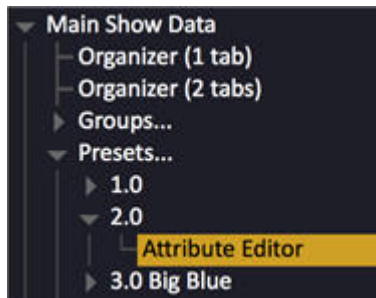 Main Show Data
Organizer (1 tab)
Organizer (2 tabs)
Groups...
Presets...
1.0
2.0
Attribute Editor
3.0 Big Blue